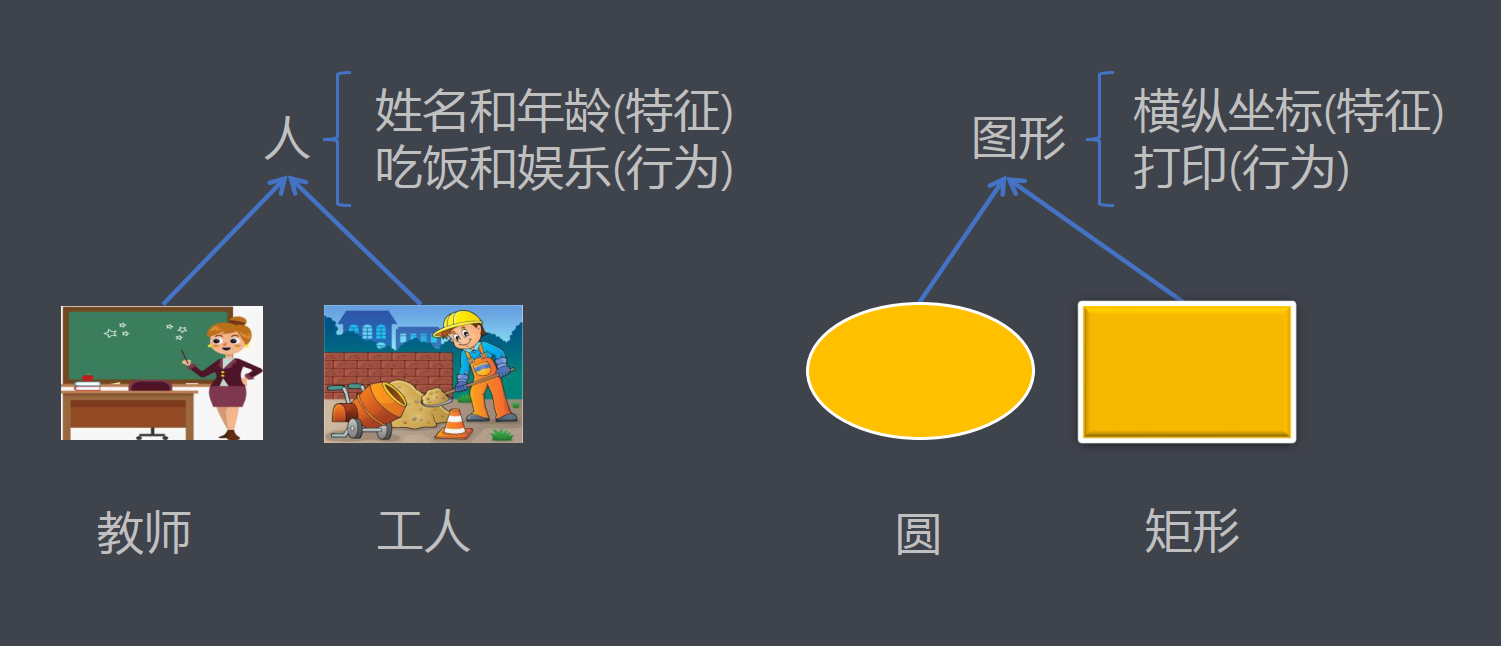 人
姓名和年龄(特征)
吃饭和娱乐(行为)
图形
横纵坐标(特征)
打印(行为)
教师
工人
圆
矩形